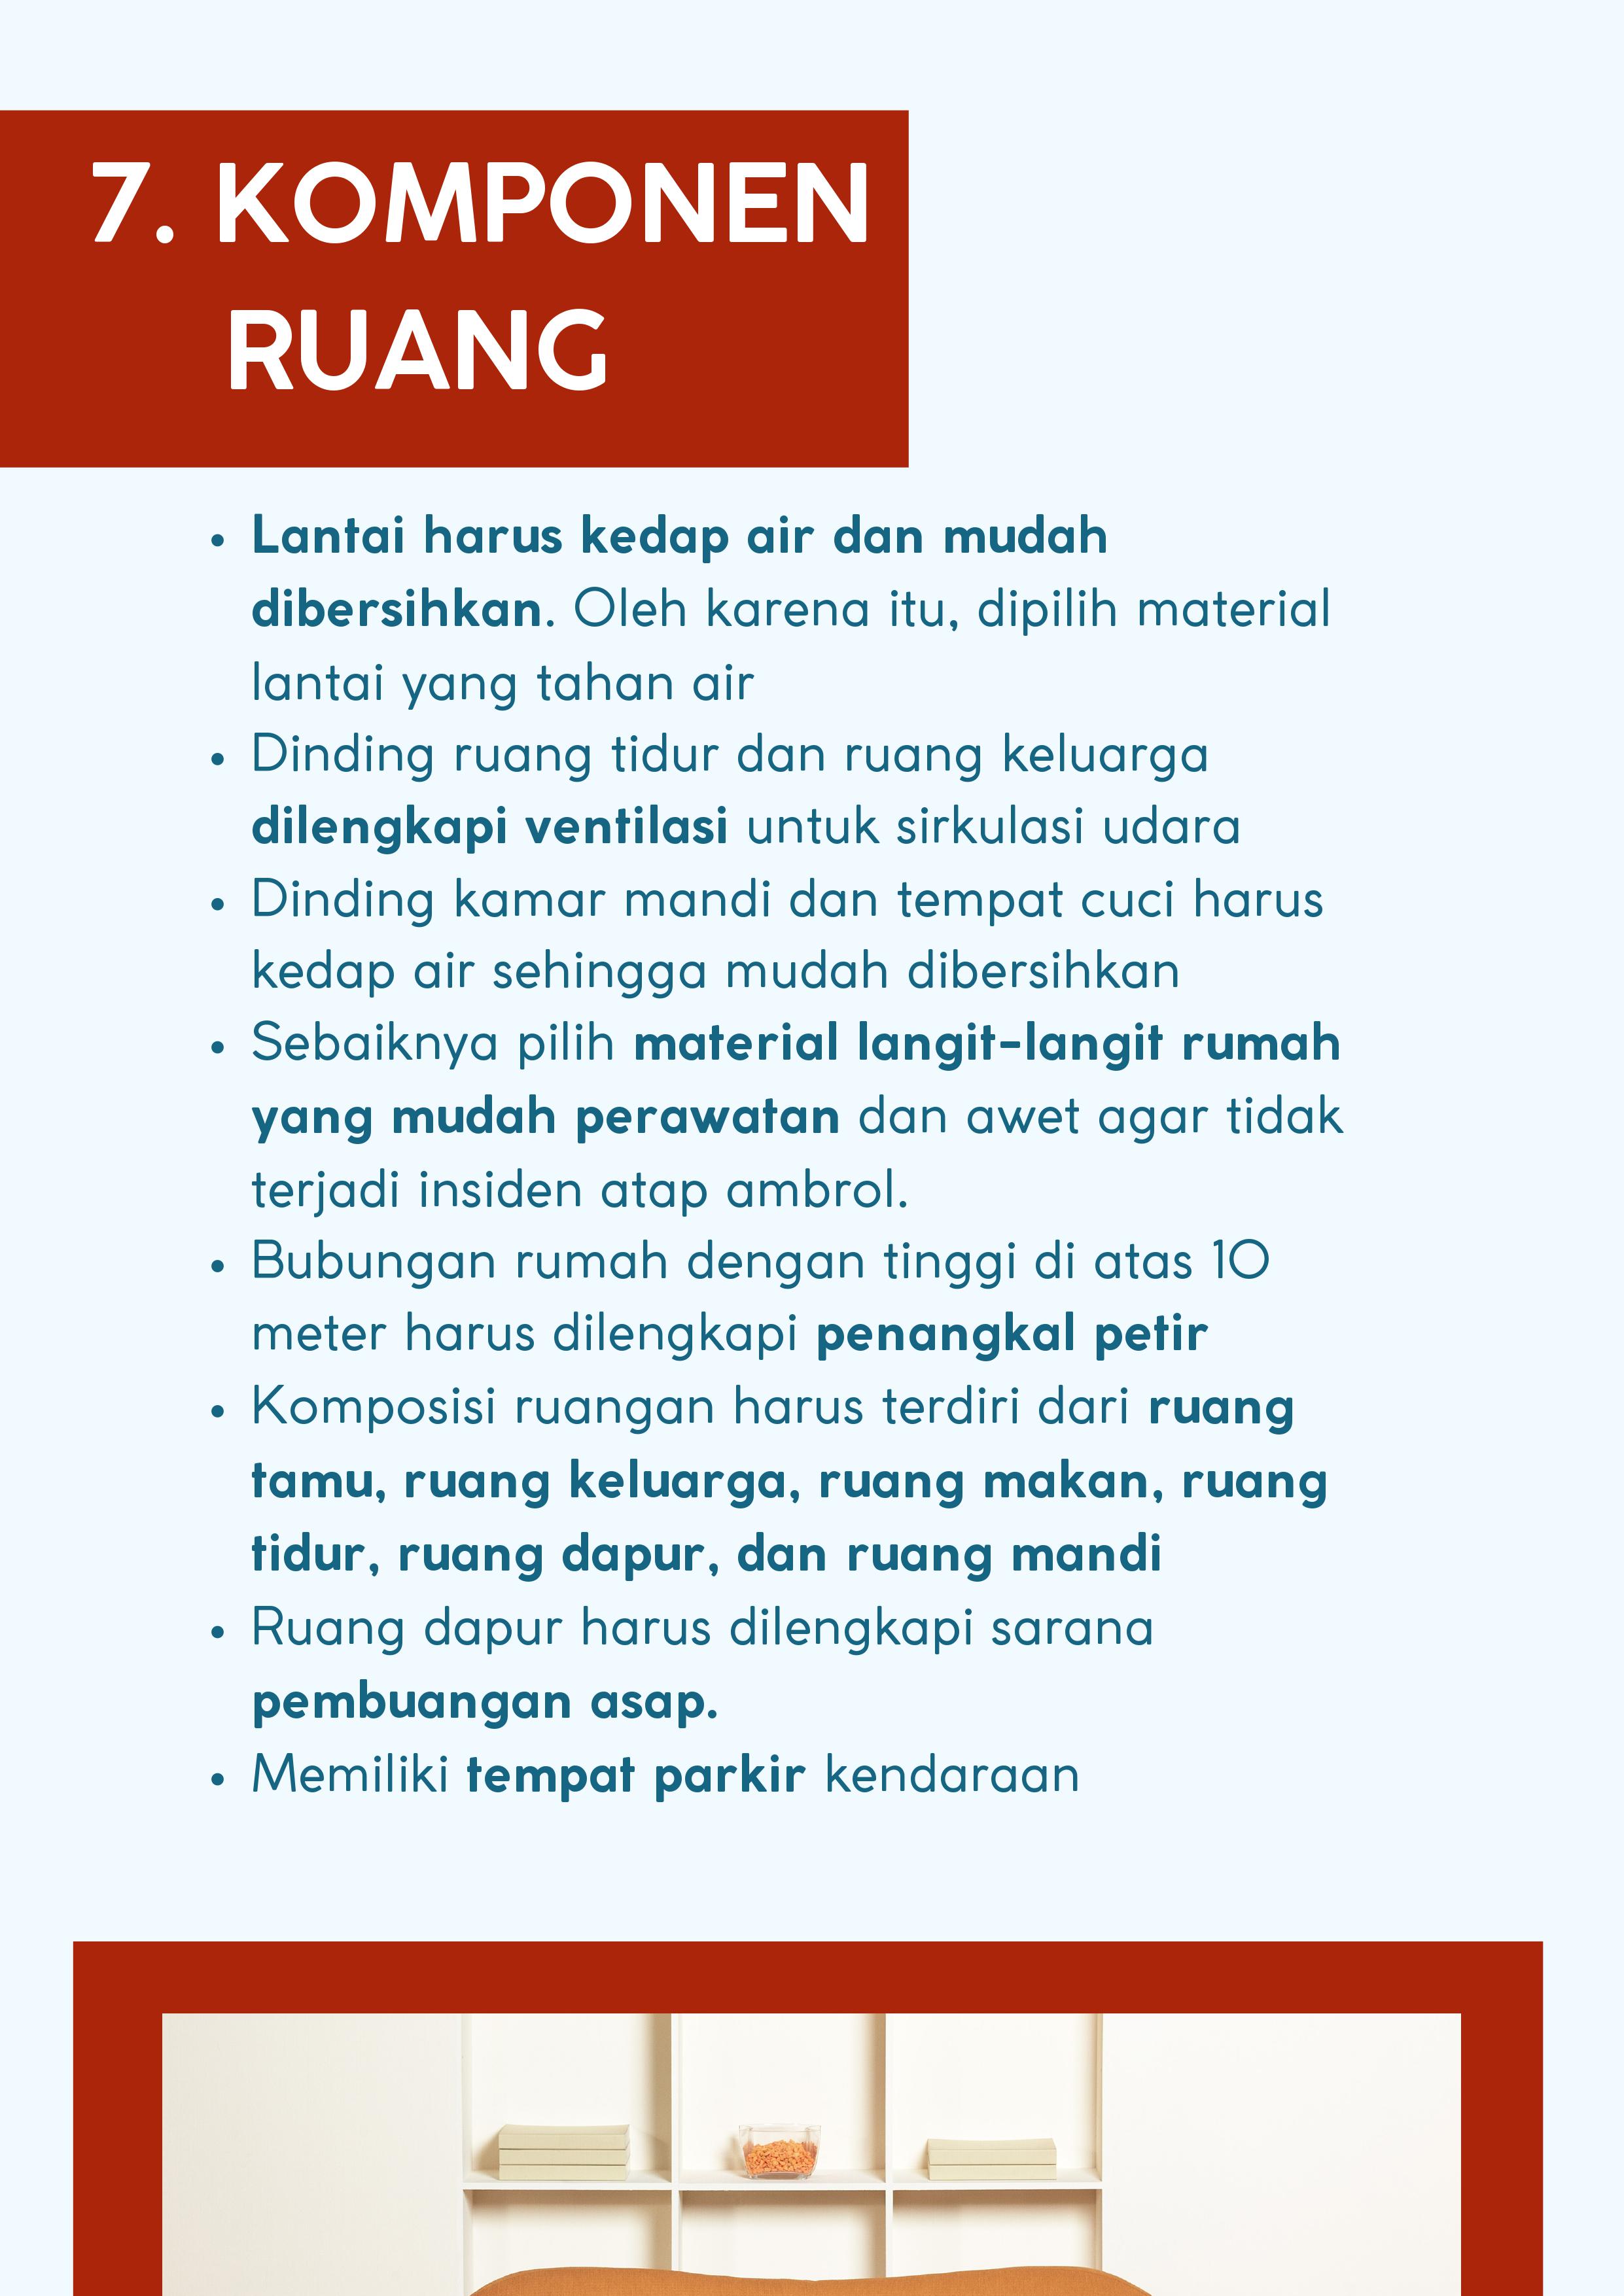 7. KOMPONEN
RUANG
• Lantai harus kedap air dan mudah
dibersihkan. Oleh karena itu, dipilih material
lantai yang tahan air
• Dinding ruang tidur dan ruang keluarga
dilengkapi ventilasi untuk sirkulasi udara
• Dinding kamar mandi dan tempat cuci harus
kedap air sehingga mudah dibersihkan
• Sebaiknya pilih material langit-langit rumah
yang mudah perawatan dan awet agar tidak
terjadi insiden atap ambrol.
• Bubungan rumah dengan tinggi di atas 10
meter harus dilengkapi penangkal petir
• Komposisi ruangan harus terdiri dari ruang
tamu, ruang keluarga, ruang makan, ruang
tidur, ruang dapur, dan ruang mandi
• Ruang dapur harus dilengkapi sarana
pembuangan asap.
• Memiliki tempat parkir kendaraan